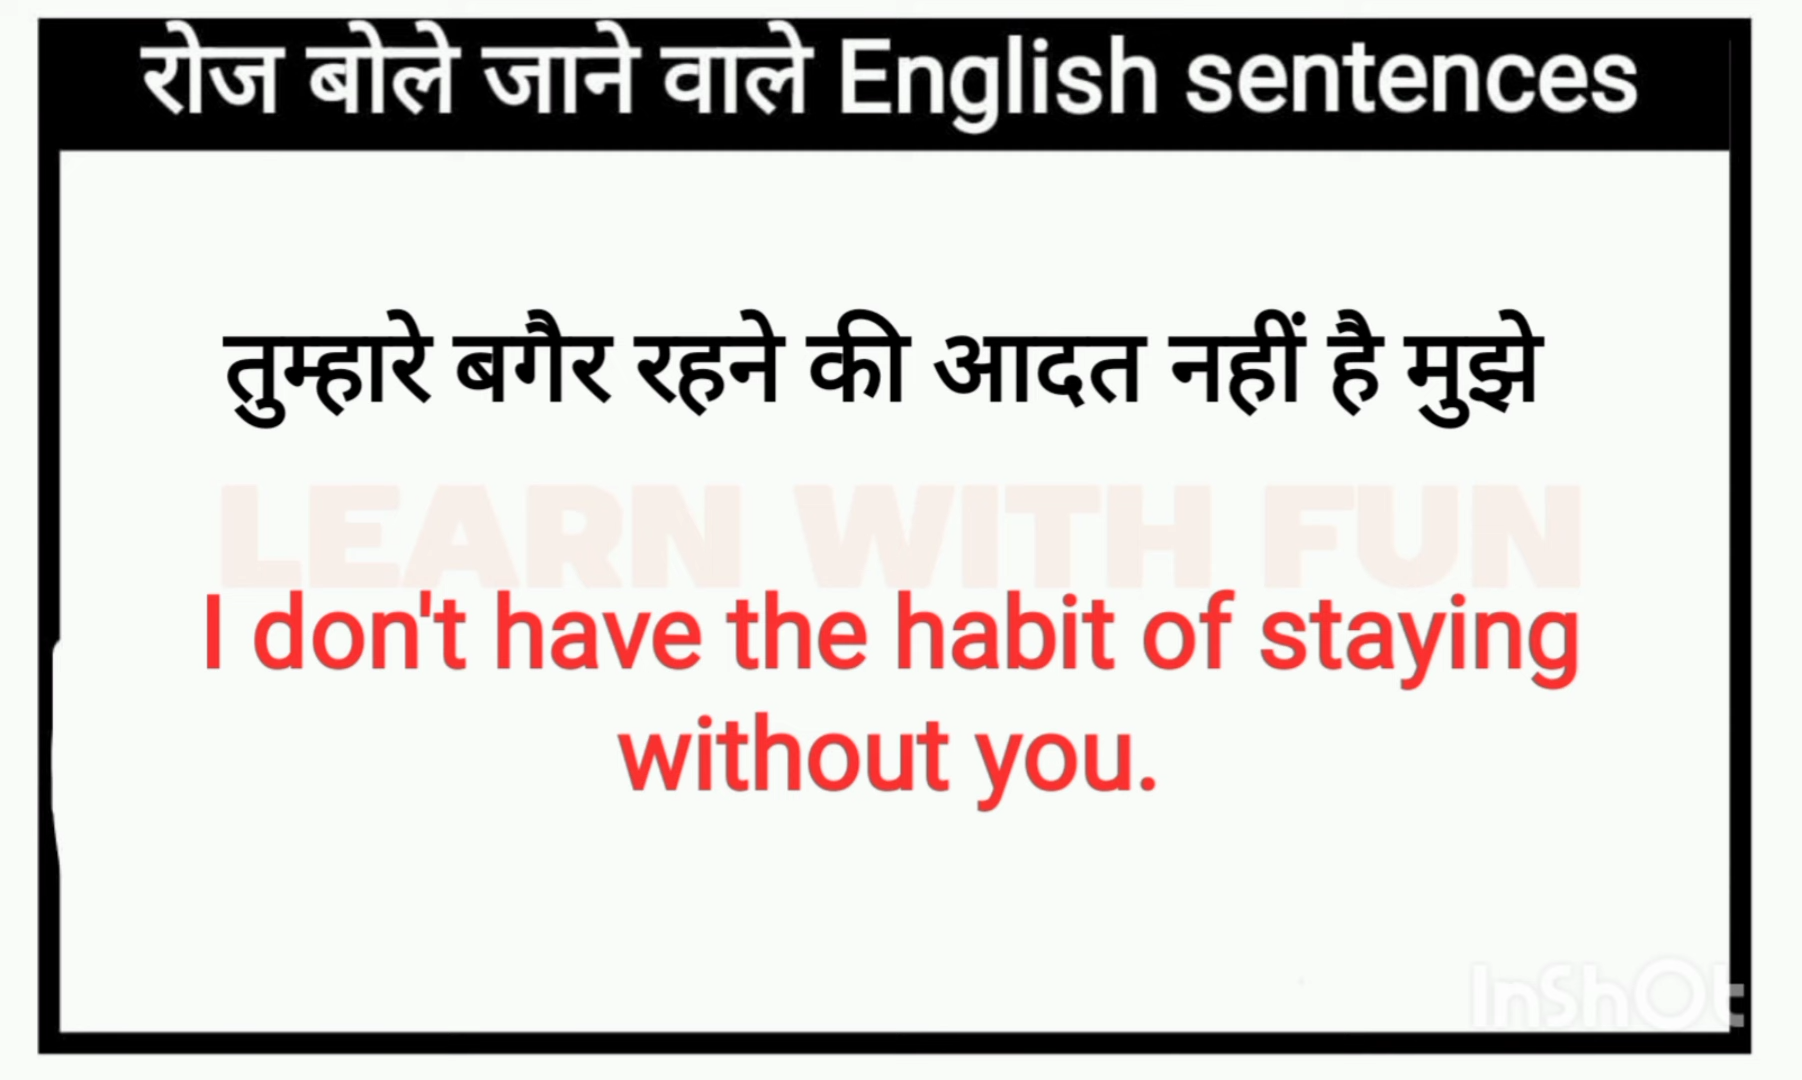 रोज बोले जाने वाले English sentences
तुम्हारे बगैर रहने की आदत नहीं है मुझे
LEARN WITH FUN
I don't have the habit of staying
without you.
InShOt